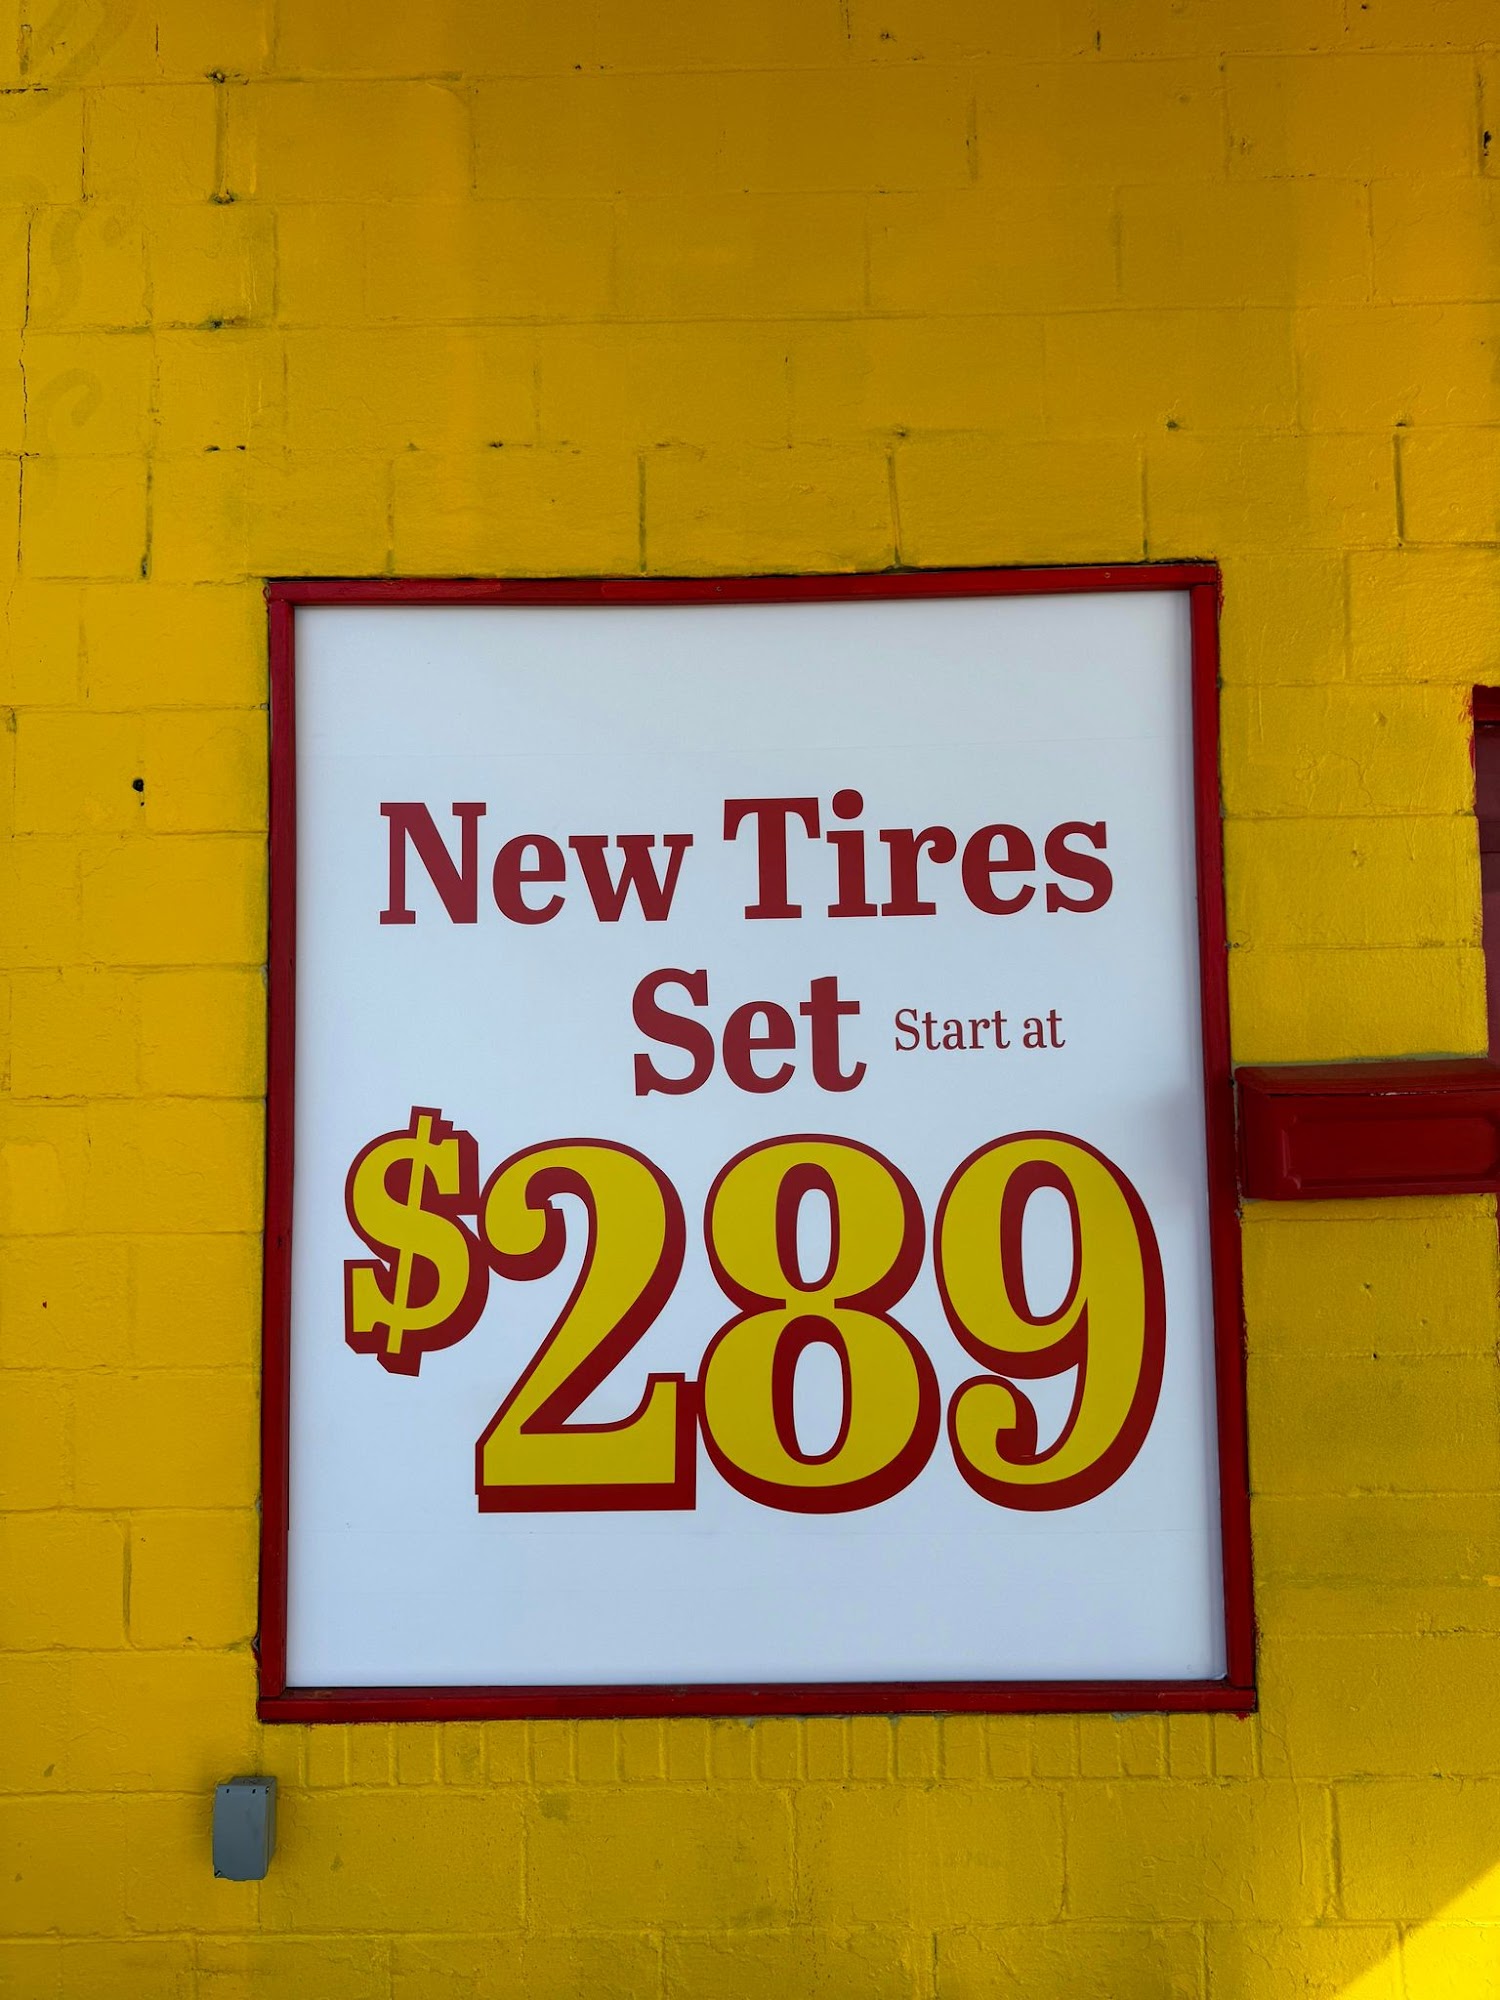 New Tires
Set Start at
$289